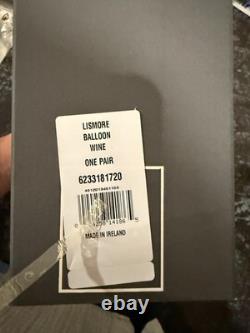 LISMORE
BALLOON
WINE
ONE PAIR
6233181720
MADE IN IRELAND